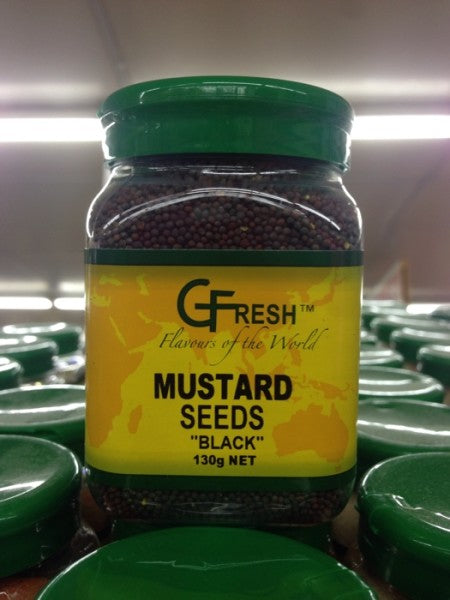 GFRESH™
Flavours of the World
MUSTARD
SEEDS
"BLACK"
130g NET